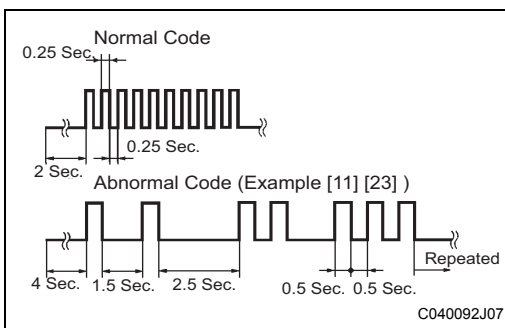 Normal Code
0.25 Sec.
0.25 Sec.
2 Sec.
Abnormal Code (Example [11] [23] )
Repeated
4 Sec. 1.5 Sec. 2.5 Sec. 0.5 Sec. 0.5 Sec.
C040092J07